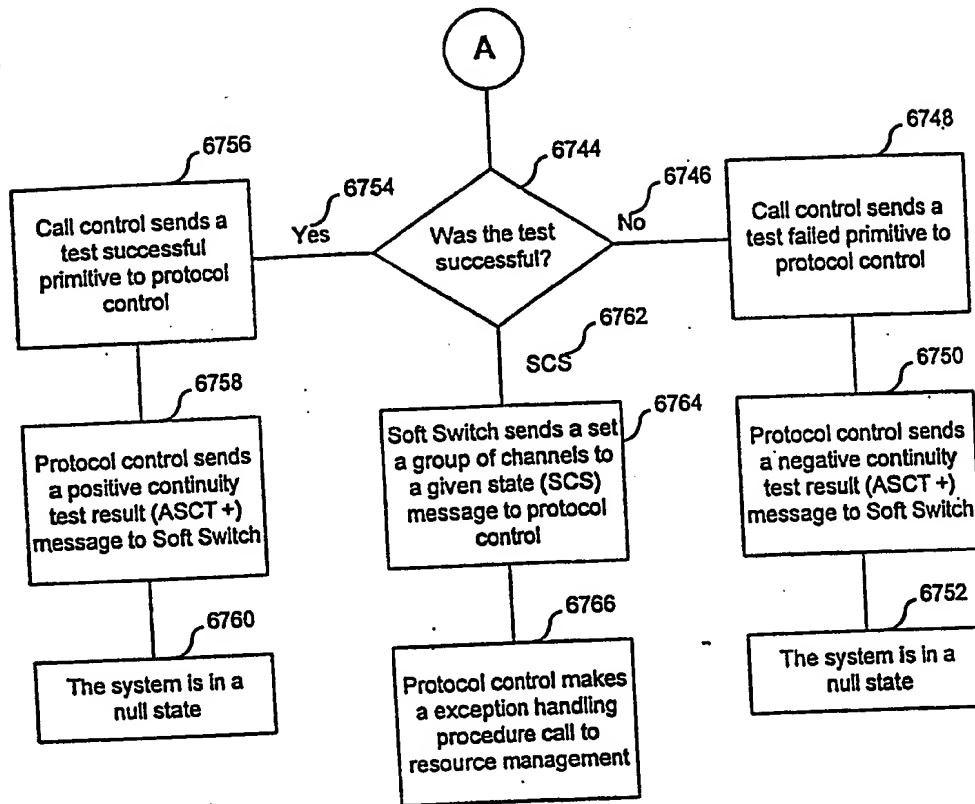 A
6756
6754
6744
6746
6748
Call control sends a
test successful
primitive to protocol
control
Yes
Was the test
successful?
No
Call control sends a
test failed primitive to
protocol control
6762
SCS
6758
6764
6750
Protocol control sends
a positive continuity
test result (ASCT +)
message to Soft Switch
Soft Switch sends a set
a group of channels to
a given state (SCS)
message to protocol
control
Protocol control sends
a negative continuity
test result (ASCT +)
message to Soft Switch
6760
6766
6752
The system is in a
null state
Protocol control makes
a exception handling
procedure call to
resource management
The system is in a
null state